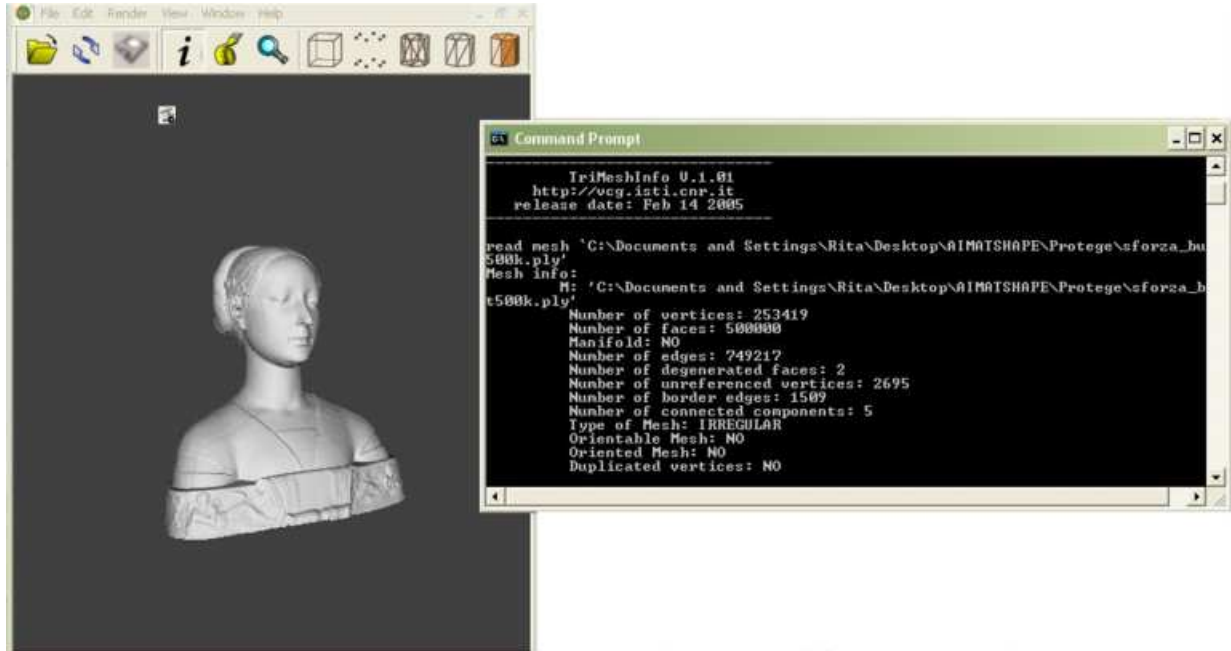 File Edit Render View Window Help
i
Command Prompt
TriMeshInfo V.1.01
http://vcg.isti.cnr.it
release date: Feb 14 2005
read mesh `C:\Documents and Settings\Rita\Desktop\AIMATSHAPE\Protege\sforza_bu
500k.ply'
Mesh info:
M: 'C:\Documents and Settings\Rita\Desktop\AIMATSHAPE\Protege\sforza_b
t500k.ply'
Number of vertices: 253419
Number of faces: 500000
Manifold: NO
Number of edges: 749217
Number of degenerated faces: 2
Number of unreferenced vertices: 2695
Number of border edges: 1509
Number of connected components: 5
Type of Mesh: IRREGULAR
Orientable Mesh: NO
Oriented Mesh: NO
Duplicated vertices: NO